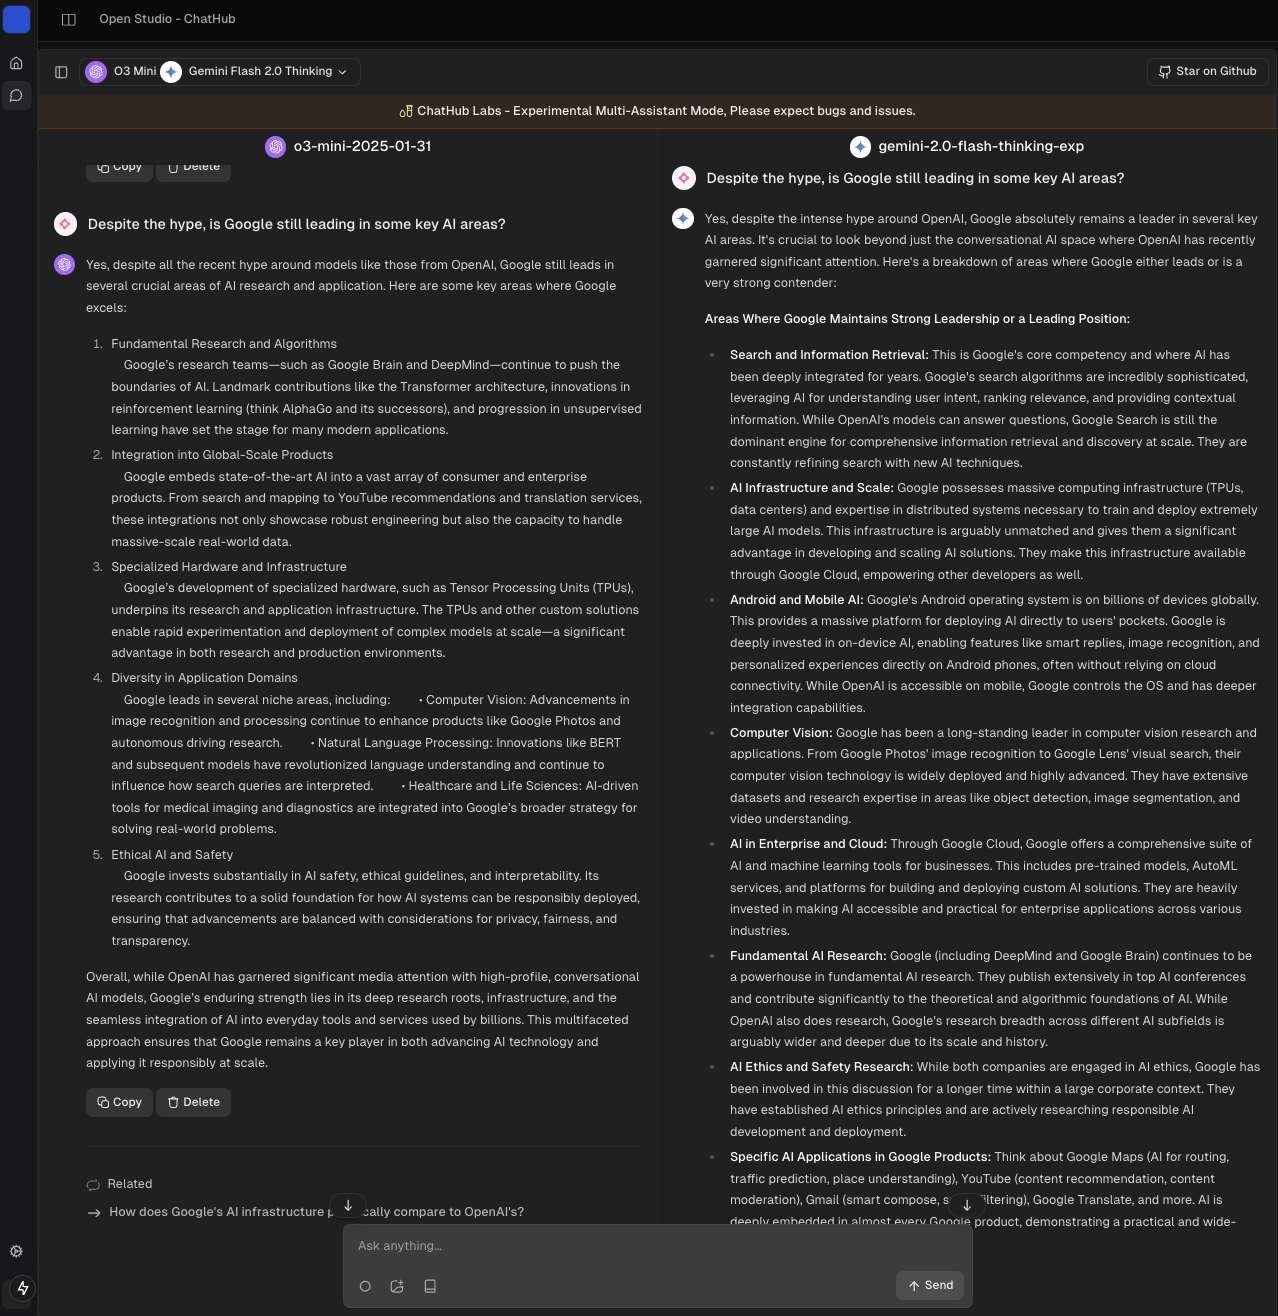 Open Studio - ChatHub
O3 Mini
Gemini Flash 2.0 Thinking
Star on Github
ChatHub Labs - Experimental Multi-Assistant Mode, Please expect bugs and issues.
o3-mini-2025-01-31
Copy
Delete
Despite the hype, is Google still leading in some key AI areas?
Yes, despite all the recent hype around models like those from OpenAI, Google still leads in
several crucial areas of AI research and application. Here are some key areas where Google
excels:
1. Fundamental Research and Algorithms
Google's research teams—such as Google Brain and DeepMind—continue to push the
boundaries of AI. Landmark contributions like the Transformer architecture, innovations in
reinforcement learning (think AlphaGo and its successors), and progression in unsupervised
learning have set the stage for many modern applications.
2. Integration into Global-Scale Products
Google embeds state-of-the-art AI into a vast array of consumer and enterprise
products. From search and mapping to YouTube recommendations and translation services,
these integrations not only showcase robust engineering but also the capacity to handle
massive-scale real-world data.
3. Specialized Hardware and Infrastructure
Google's development of specialized hardware, such as Tensor Processing Units (TPUs),
underpins its research and application infrastructure. The TPUs and other custom solutions
enable rapid experimentation and deployment of complex models at scale—a significant
advantage in both research and production environments.
4. Diversity in Application Domains
Google leads in several niche areas, including: • Computer Vision: Advancements in
image recognition and processing continue to enhance products like Google Photos and
autonomous driving research. • Natural Language Processing: Innovations like BERT
and subsequent models have revolutionized language understanding and continue to
influence how search queries are interpreted. • Healthcare and Life Sciences: AI-driven
tools for medical imaging and diagnostics are integrated into Google's broader strategy for
solving real-world problems.
5. Ethical AI and Safety
Google invests substantially in AI safety, ethical guidelines, and interpretability. Its
research contributes to a solid foundation for how AI systems can be responsibly deployed,
ensuring that advancements are balanced with considerations for privacy, fairness, and
transparency.
Overall, while OpenAI has garnered significant media attention with high-profile, conversational
AI models, Google's enduring strength lies in its deep research roots, infrastructure, and the
seamless integration of AI into everyday tools and services used by billions. This multifaceted
approach ensures that Google remains a key player in both advancing AI technology and
applying it responsibly at scale.
Copy
Delete
Related
How does Google's AI infrastructure compare to OpenAI's?
gemini-2.0-flash-thinking-exp
Despite the hype, is Google still leading in some key AI areas?
Yes, despite the intense hype around OpenAI, Google absolutely remains a leader in several key
AI areas. It's crucial to look beyond just the conversational AI space where OpenAI has recently
garnered significant attention. Here's a breakdown of areas where Google either leads or is a
very strong contender:
Areas Where Google Maintains Strong Leadership or a Leading Position:
• Search and Information Retrieval: This is Google's core competency and where AI has
been deeply integrated for years. Google's search algorithms are incredibly sophisticated,
leveraging AI for understanding user intent, ranking relevance, and providing contextual
information. While OpenAI's models can answer questions, Google Search is still the
dominant engine for comprehensive information retrieval and discovery at scale. They are
constantly refining search with new AI techniques.
• AI Infrastructure and Scale: Google possesses massive computing infrastructure (TPUs,
data centers) and expertise in distributed systems necessary to train and deploy extremely
large AI models. This infrastructure is arguably unmatched and gives them a significant
advantage in developing and scaling AI solutions. They make this infrastructure available
through Google Cloud, empowering other developers as well.
• Android and Mobile AI: Google's Android operating system is on billions of devices globally.
This provides a massive platform for deploying AI directly to users' pockets. Google is
deeply invested in on-device AI, enabling features like smart replies, image recognition, and
personalized experiences directly on Android phones, often without relying on cloud
connectivity. While OpenAI is accessible on mobile, Google controls the OS and has deeper
integration capabilities.
• Computer Vision: Google has been a long-standing leader in computer vision research and
applications. From Google Photos' image recognition to Google Lens' visual search, their
computer vision technology is widely deployed and highly advanced. They have extensive
datasets and research expertise in areas like object detection, image segmentation, and
video understanding.
• AI in Enterprise and Cloud: Through Google Cloud, Google offers a comprehensive suite of
AI and machine learning tools for businesses. This includes pre-trained models, AutoML
services, and platforms for building and deploying custom AI solutions. They are heavily
invested in making AI accessible and practical for enterprise applications across various
industries.
• Fundamental AI Research: Google (including DeepMind and Google Brain) continues to be
a powerhouse in fundamental AI research. They publish extensively in top AI conferences
and contribute significantly to the theoretical and algorithmic foundations of AI. While
OpenAI also does research, Google's research breadth across different AI subfields is
arguably wider and deeper due to its scale and history.
• AI Ethics and Safety Research: While both companies are engaged in AI ethics, Google has
been involved in this discussion for a longer time within a large corporate context. They
have established AI ethics principles and are actively researching responsible AI
development and deployment.
• Specific AI Applications in Google Products: Think about Google Maps (AI for routing,
traffic prediction, place understanding), YouTube (content recommendation, content
moderation), Gmail (smart compose, filtering), Google Translate, and more. AI is
deeply embedded in almost every Google product, demonstrating a practical and wide-
Ask anything...
Send